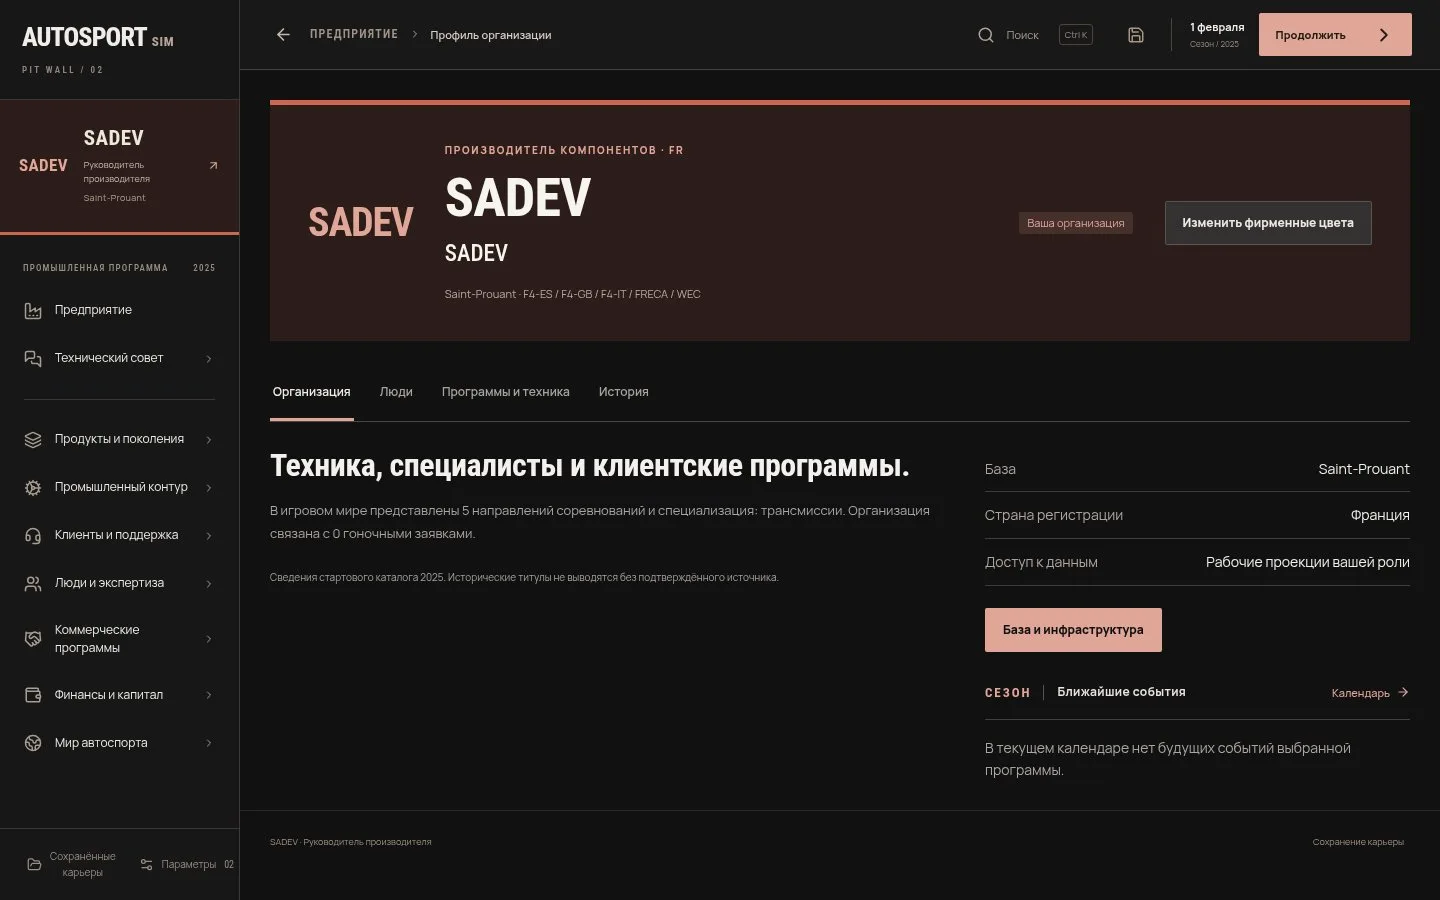 AUTOSPORT SIM
PIT WALL / 02
SADEV
SADEV
Руководитель
производителя
Saint-Prouant
ПРОМЫШЛЕННАЯ ПРОГРАММА 2025
Предприятие
Технический совет
Продукты и поколения
Промышленный контур
Клиенты и поддержка
Люди и экспертиза
Коммерческие
программы
Финансы и капитал
Мир автоспорта
Сохранённые
карьеры
Параметры 02
ПРЕДПРИЯТИЕ
Профиль организации
Поиск
Ctrl K
1 февраля
Сезон / 2025
Продолжить
SADEV
ПРОИЗВОДИТЕЛЬ КОМПОНЕНТОВ · FR
SADEV
SADEV
Saint-Prouant · F4-ES / F4-GB / F4-IT / FRECA / WEC
Ваша организация
Изменить фирменные цвета
Организация
Люди
Программы и техника
История
Техника, специалисты и клиентские программы.
В игровом мире представлены 5 направлений соревнований и специализация: трансмиссии. Организация
связана с 0 гоночными заявками.
Сведения стартового каталога 2025. Исторические титулы не выводятся без подтверждённого источника.
База Saint-Prouant
Страна регистрации Франция
Доступ к данным Рабочие проекции вашей роли
База и инфраструктура
СЕЗОН
Ближайшие события
Календарь
В текущем календаре нет будущих событий выбранной
программы.
SADEV · Руководитель производителя
Сохранение карьеры